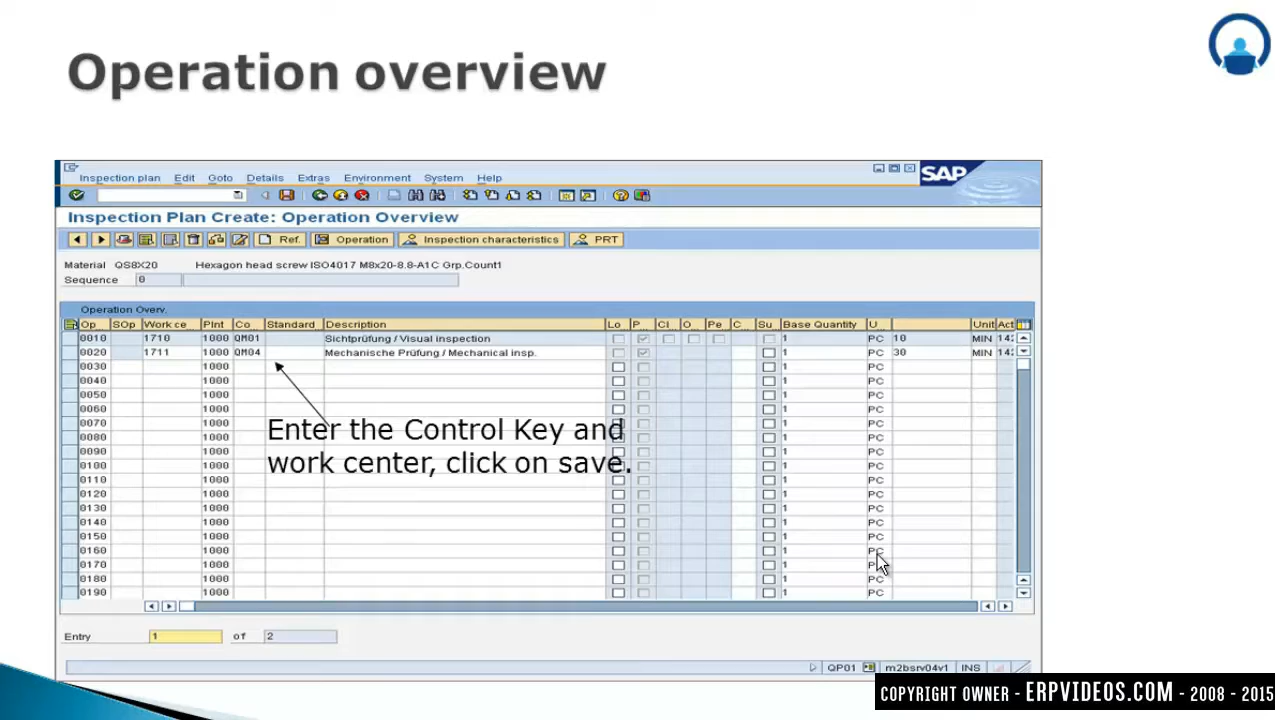 Operation overview
Inspection plan Edit Goto Details Extras Environment System Help
SAP
Inspection Plan Create: Operation Overview
Ref. Operation Inspection characteristics PRT
Material QS8X20 Hexagon head screw ISO4017 M8x20-8.8-A1C Grp.Count1
Sequence 0
Operation Overv.
Op SOp Work ce Plnt Co... Standard Description Lo P... Cl O... Pe C... Su Base Quantity U... Unit Act
0010 1710 1000 QM01 Sichtprüfung / Visual inspection 1 PC 10 MIN 142
0020 1711 1000 QM04 Mechanische Prüfung / Mechanical insp. 1 PC 30 MIN 142
0030 1000 1 PC
0040 1000 1 PC
0050 1000 1 PC
0060 1000 1 PC
0070 1000 1 PC
0080 1000 1 PC
0090 1000 1 PC
0100 1000 1 PC
0110 1000 1 PC
0120 1000 1 PC
0130 1000 1 PC
0140 1000 1 PC
0150 1000 1 PC
0160 1000 1 PC
0170 1000 1 PC
0180 1000 1 PC
0190 1000 1 PC
Enter the Control Key and
work center, click on save.
Entry 1 of 2
QP01 m2bsrv04v1 INS
COPYRIGHT OWNER - ERPVIDEOS.COM - 2008 - 2015